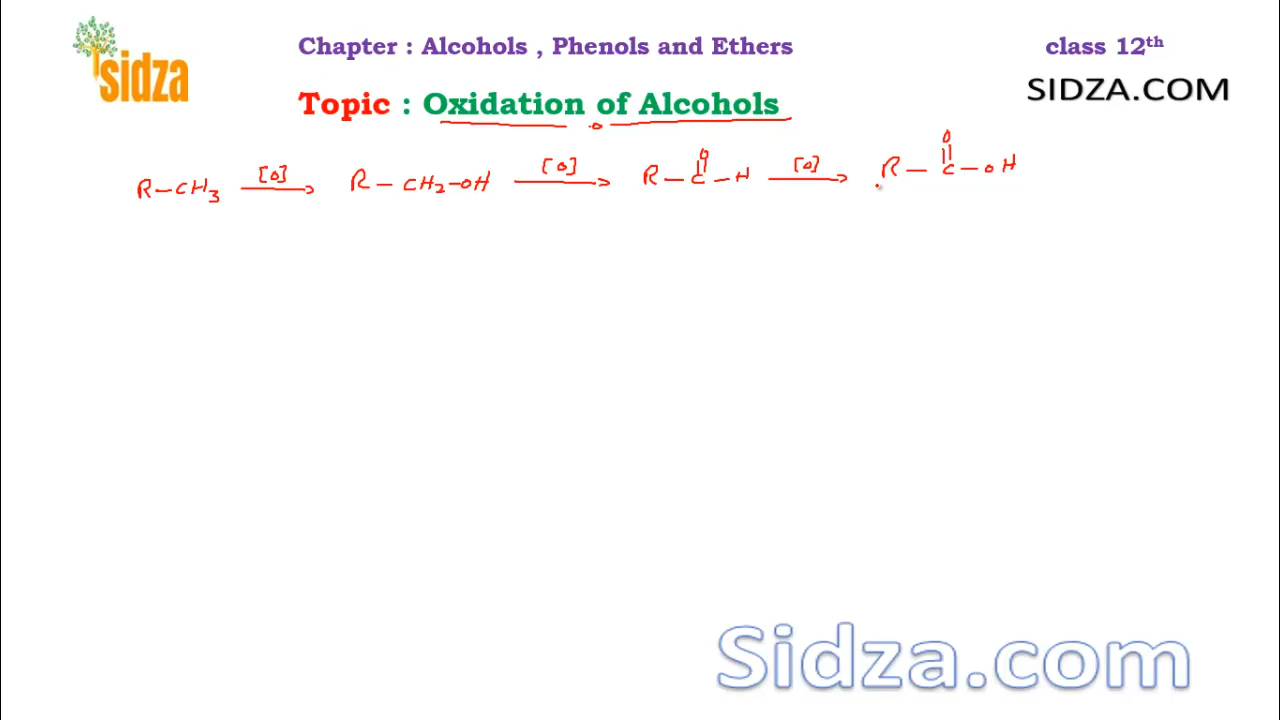 sidza
Chapter : Alcohols , Phenols and Ethers
class 12th
SIDZA.COM
Topic : Oxidation of Alcohols
R-CH3 [O] → R-CH2-OH [O] → R-C(=O)-H [O] → R-C(=O)-OH
Sidza.com